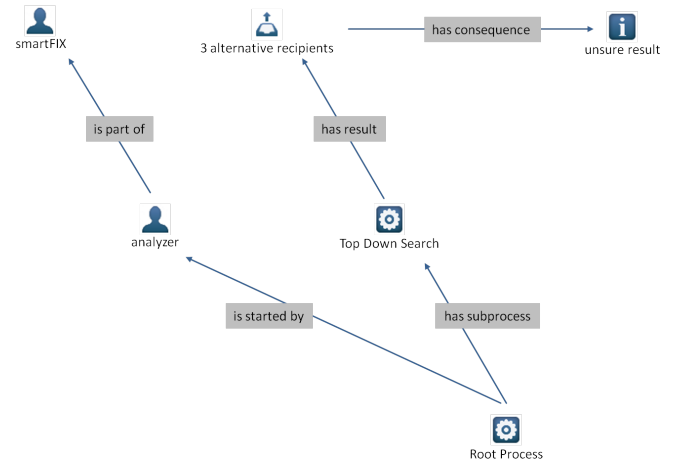 smartFIX
3 alternative recipients
has consequence
unsure result
is part of
has result
analyzer
Top Down Search
is started by
has subprocess
Root Process